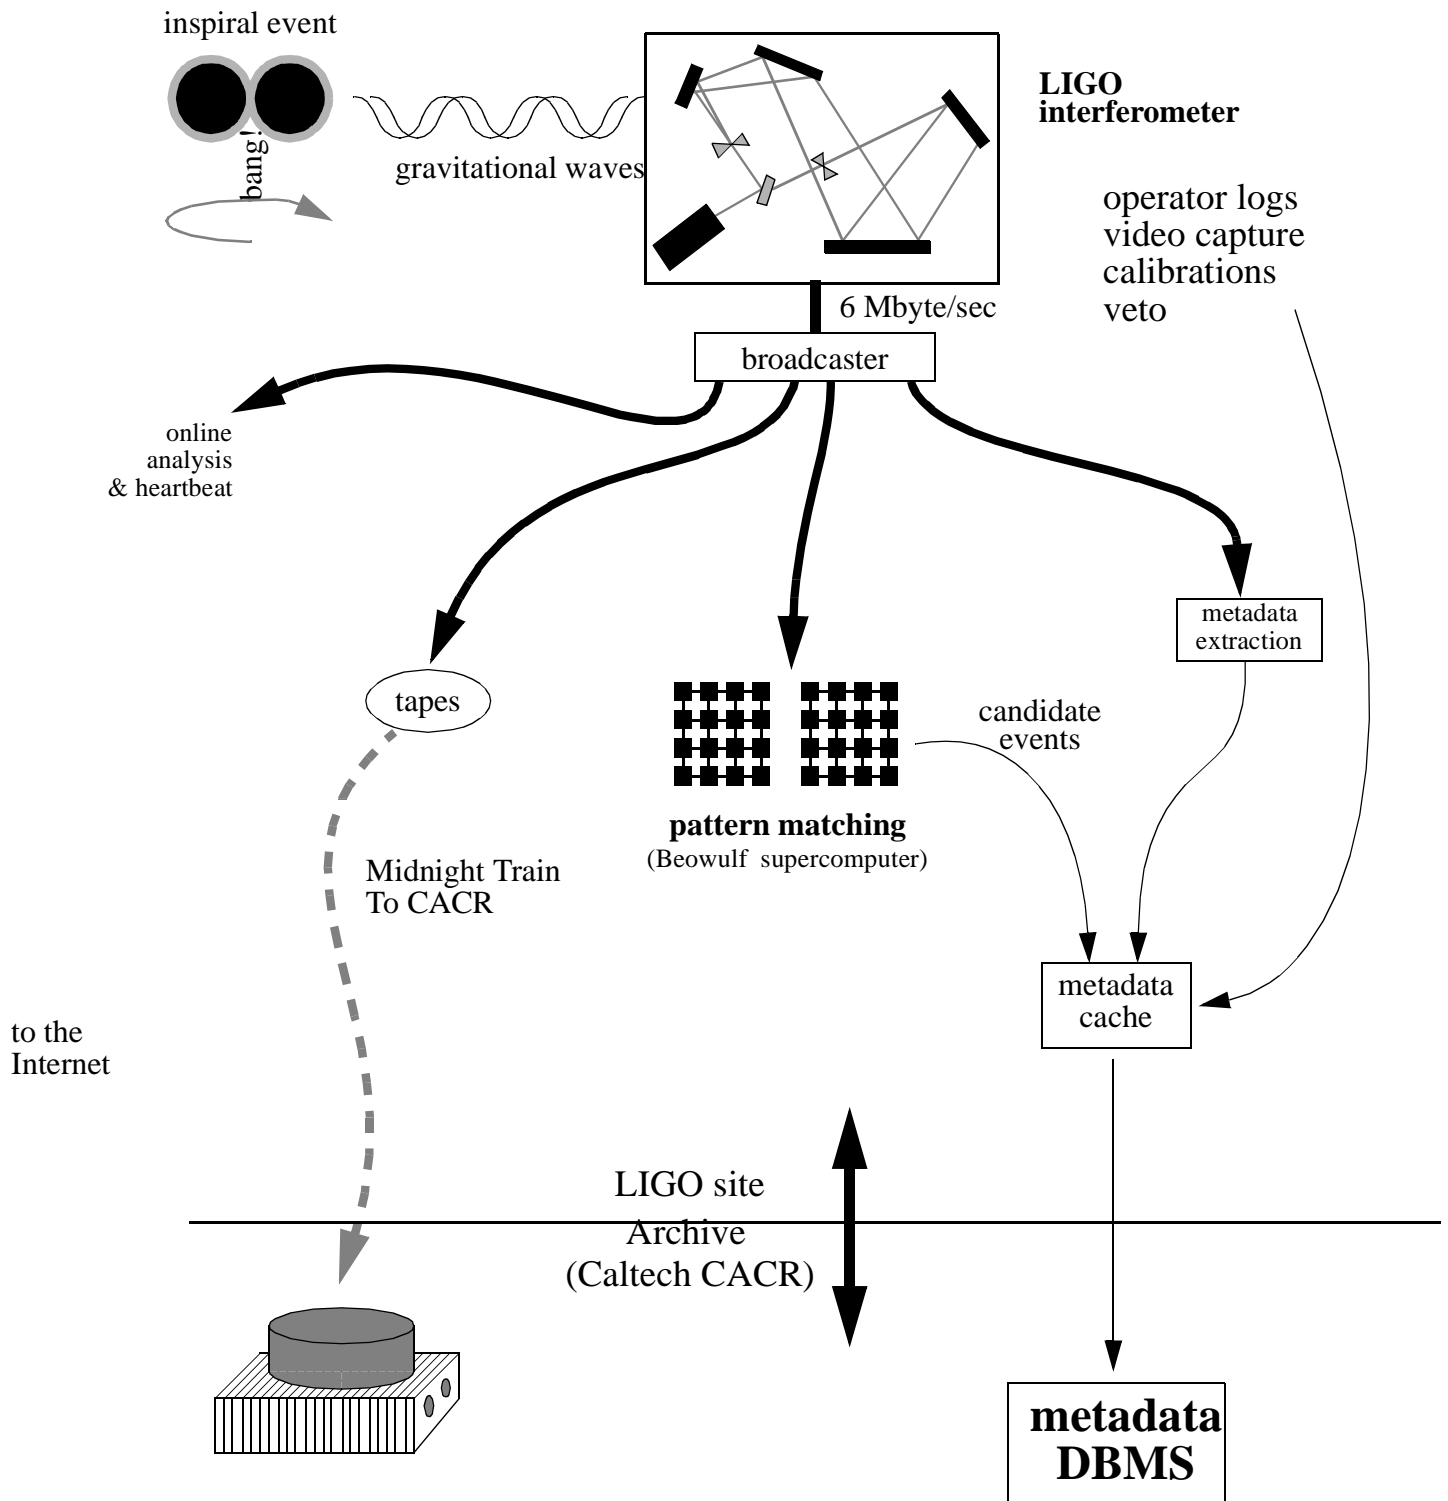 inspiral event
bang!
gravitational waves
LIGO
interferometer
operator logs
video capture
calibrations
veto
6 Mbyte/sec
broadcaster
online
analysis
& heartbeat
metadata
extraction
tapes
candidate
events
pattern matching
(Beowulf supercomputer)
Midnight Train
To CACR
metadata
cache
to the
Internet
LIGO site
Archive
(Caltech CACR)
metadata
DBMS